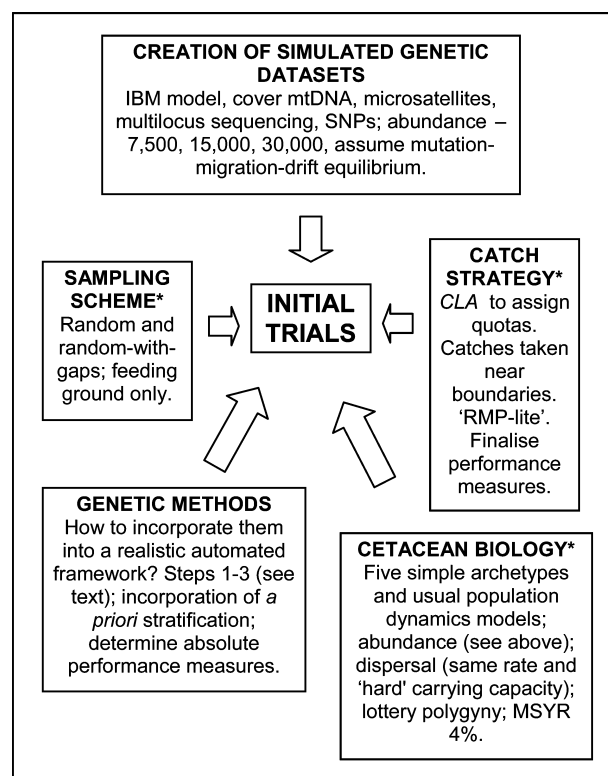 CREATION OF SIMULATED GENETIC
DATASETS
IBM model, cover mtDNA, microsatellites,
multilocus sequencing, SNPs; abundance –
7,500, 15,000, 30,000, assume mutation-
migration-drift equilibrium.
SAMPLING
SCHEME*
Random and
random-with-
gaps; feeding
ground only.
INITIAL
TRIALS
CATCH
STRATEGY*
CLA to assign
quotas.
Catches taken
near
boundaries.
‘RMP-lite’.
Finalise
performance
measures.
GENETIC METHODS
How to incorporate them
into a realistic automated
framework? Steps 1-3 (see
text); incorporation of a
priori stratification;
determine absolute
performance measures.
CETACEAN BIOLOGY*
Five simple archetypes
and usual population
dynamics models;
abundance (see above);
dispersal (same rate and
‘hard' carrying capacity);
lottery polygyny; MSYR
4%.